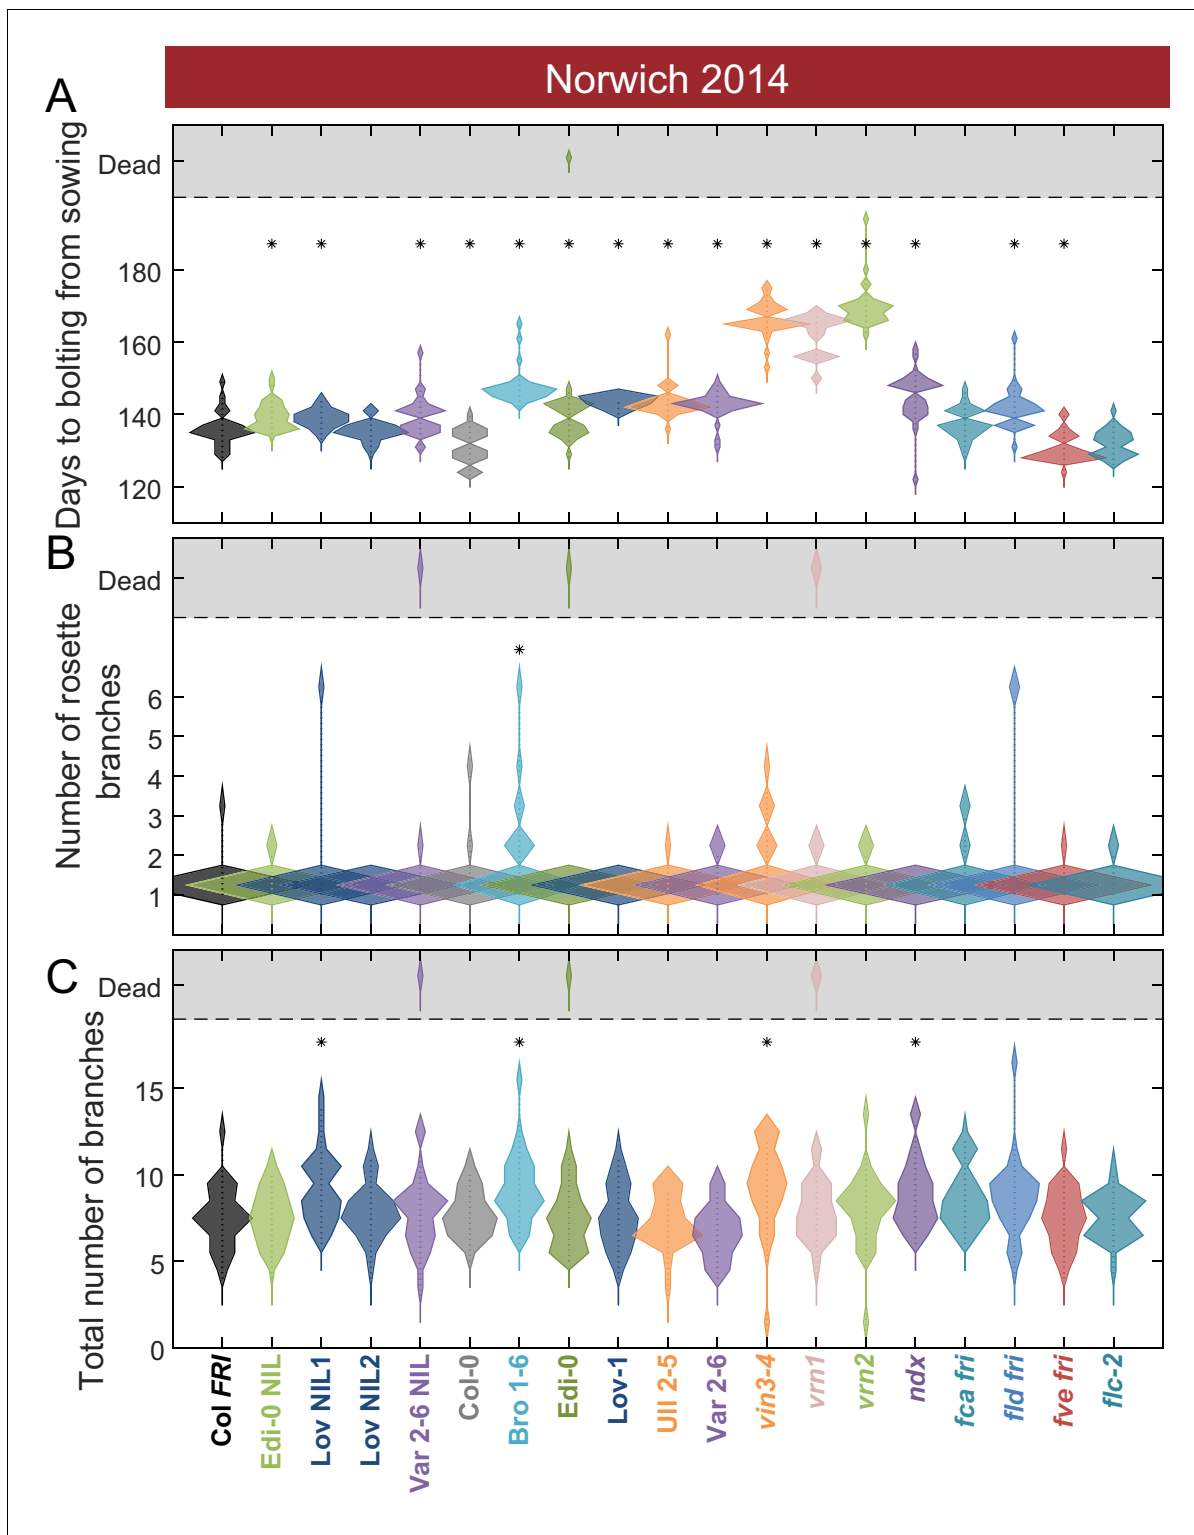 Norwich 2014
A
Days to bolting from sowing
Dead
* * * * * * * * * * * * * * *
180
160
140
120
B
Number of rosette
branches
Dead
*
6
5
4
3
2
1
C
Total number of branches
Dead
* * * *
15
10
5
0
Col FRI
Edi-0 NIL
Lov NIL1
Lov NIL2
Var 2-6 NIL
Col-0
Bro 1-6
Edi-0
Lov-1
Ull 2-5
Var 2-6
vin3-4
vrn1
vrn2
ndx
fca fri
fld fri
fve fri
flc-2